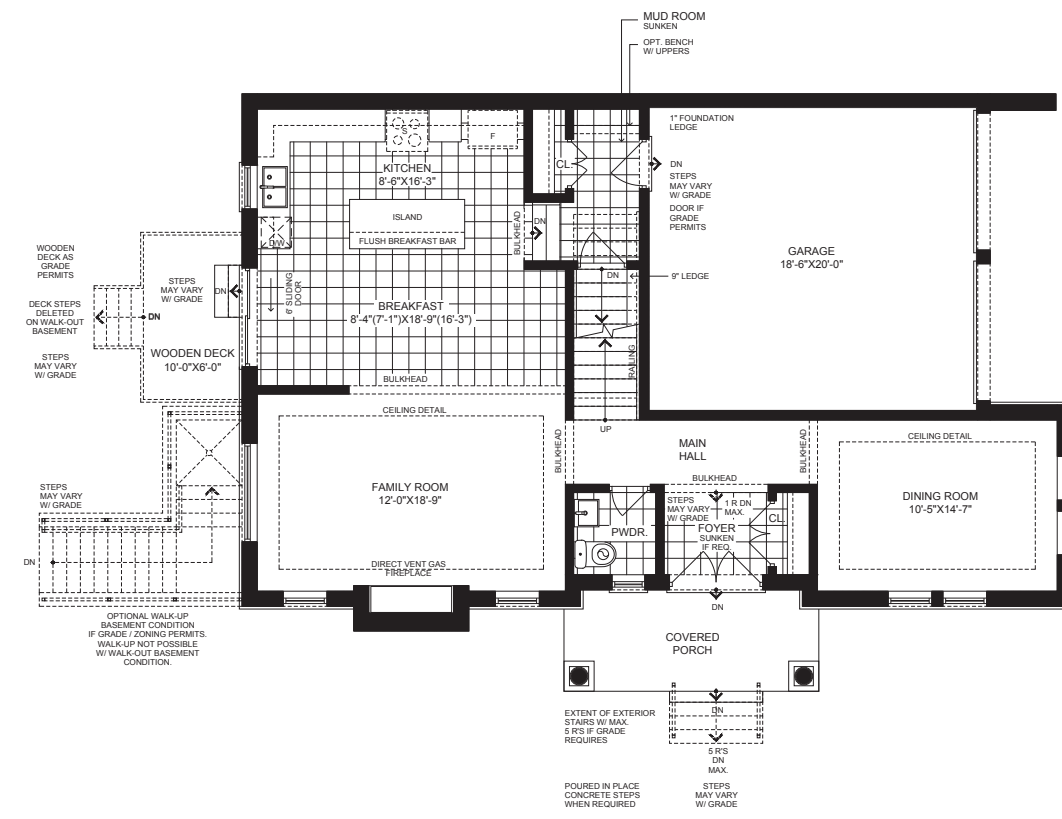 MUD ROOM
SUNKEN
OPT. BENCH
W/ UPPERS
1" FOUNDATION
LEDGE
S
F
CL.
KITCHEN
8'-6"X16'-3"
DN
STEPS
MAY VARY
W/ GRADE
DOOR IF
GRADE
PERMITS
ISLAND
FLUSH BREAKFAST BAR
D/W
BULKHEAD
DN
GARAGE
18'-6"X20'-0"
WOODEN
DECK AS
GRADE
PERMITS
DECK STEPS
DELETED
ON WALK-OUT
BASEMENT
STEPS
MAY VARY
W/ GRADE
STEPS
MAY VARY
W/ GRADE
DN
DN
6' SLIDING
DOOR
DN
9" LEDGE
BREAKFAST
8'-4"(7'-1")X18'-9"(16'-3")
WOODEN DECK
10'-0"X6'-0"
RAILING
BULKHEAD
UP
CEILING DETAIL
BULKHEAD
MAIN
HALL
BULKHEAD
CEILING DETAIL
FAMILY ROOM
12'-0"X18'-9"
BULKHEAD
STEPS
MAY VARY
W/ GRADE
1 R DN
MAX.
CL.
PWDR.
FOYER
SUNKEN
IF REQ.
DINING ROOM
10'-5"X14'-7"
STEPS
MAY VARY
W/ GRADE
DN
DIRECT VENT GAS
FIREPLACE
DN
OPTIONAL WALK-UP
BASEMENT CONDITION
IF GRADE / ZONING PERMITS.
WALK-UP NOT POSSIBLE
W/ WALK-OUT BASEMENT
CONDITION.
COVERED
PORCH
EXTENT OF EXTERIOR
STAIRS W/ MAX.
5 R'S IF GRADE
REQUIRES
DN
5 R'S
DN
MAX.
POURED IN PLACE
CONCRETE STEPS
WHEN REQUIRED
STEPS
MAY VARY
W/ GRADE